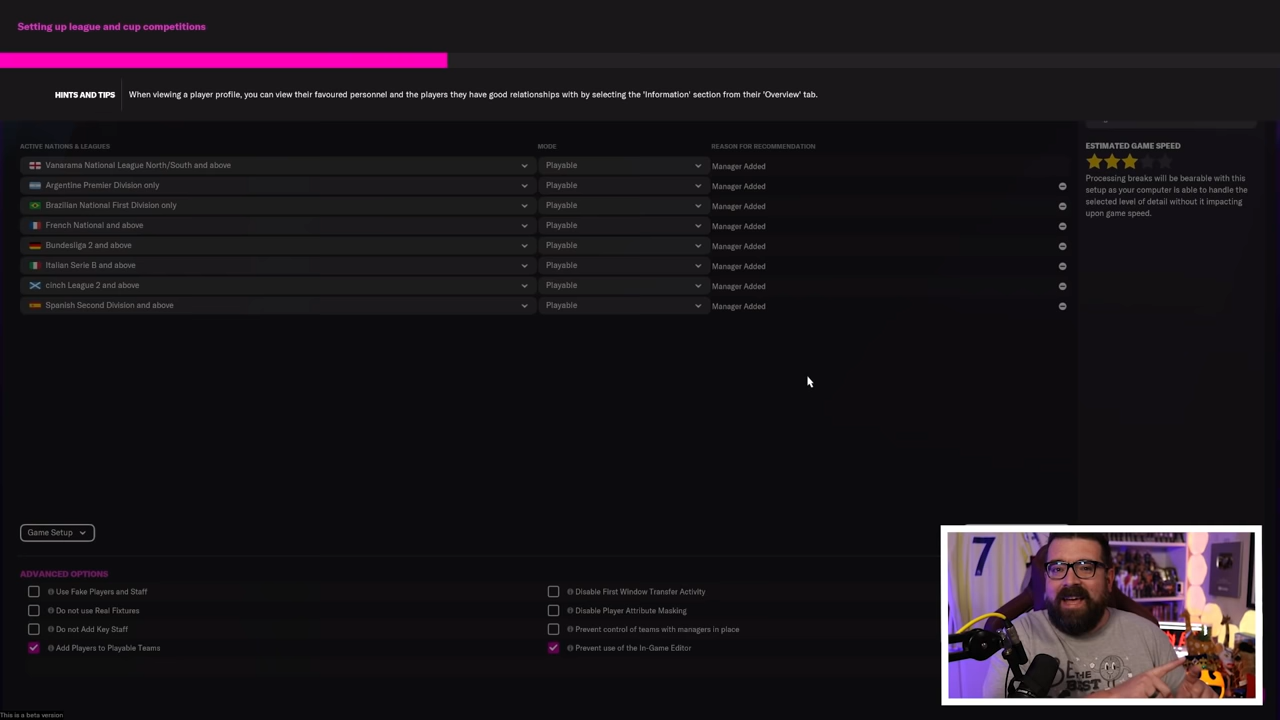 Setting up league and cup competitions
HINTS AND TIPS
When viewing a player profile, you can view their favoured personnel and the players they have good relationships with by selecting the 'Information' section from their 'Overview' tab.
ACTIVE NATIONS & LEAGUES MODE REASON FOR RECOMMENDATION
Vanarama National League North/South and above Playable Manager Added
Argentine Premier Division only Playable Manager Added
Brazilian National First Division only Playable Manager Added
French National and above Playable Manager Added
Bundesliga 2 and above Playable Manager Added
Italian Serie B and above Playable Manager Added
cinch League 2 and above Playable Manager Added
Spanish Second Division and above Playable Manager Added
ESTIMATED GAME SPEED
Processing breaks will be bearable with this
setup as your computer is able to handle the
selected level of detail without it impacting
upon game speed.
Game Setup
ADVANCED OPTIONS
Use Fake Players and Staff
Do not use Real Fixtures
Do not Add Key Staff
Add Players to Playable Teams
Disable First Window Transfer Activity
Disable Player Attribute Masking
Prevent control of teams with managers in place
Prevent use of the In-Game Editor
7
THE
BEST
This is a beta version